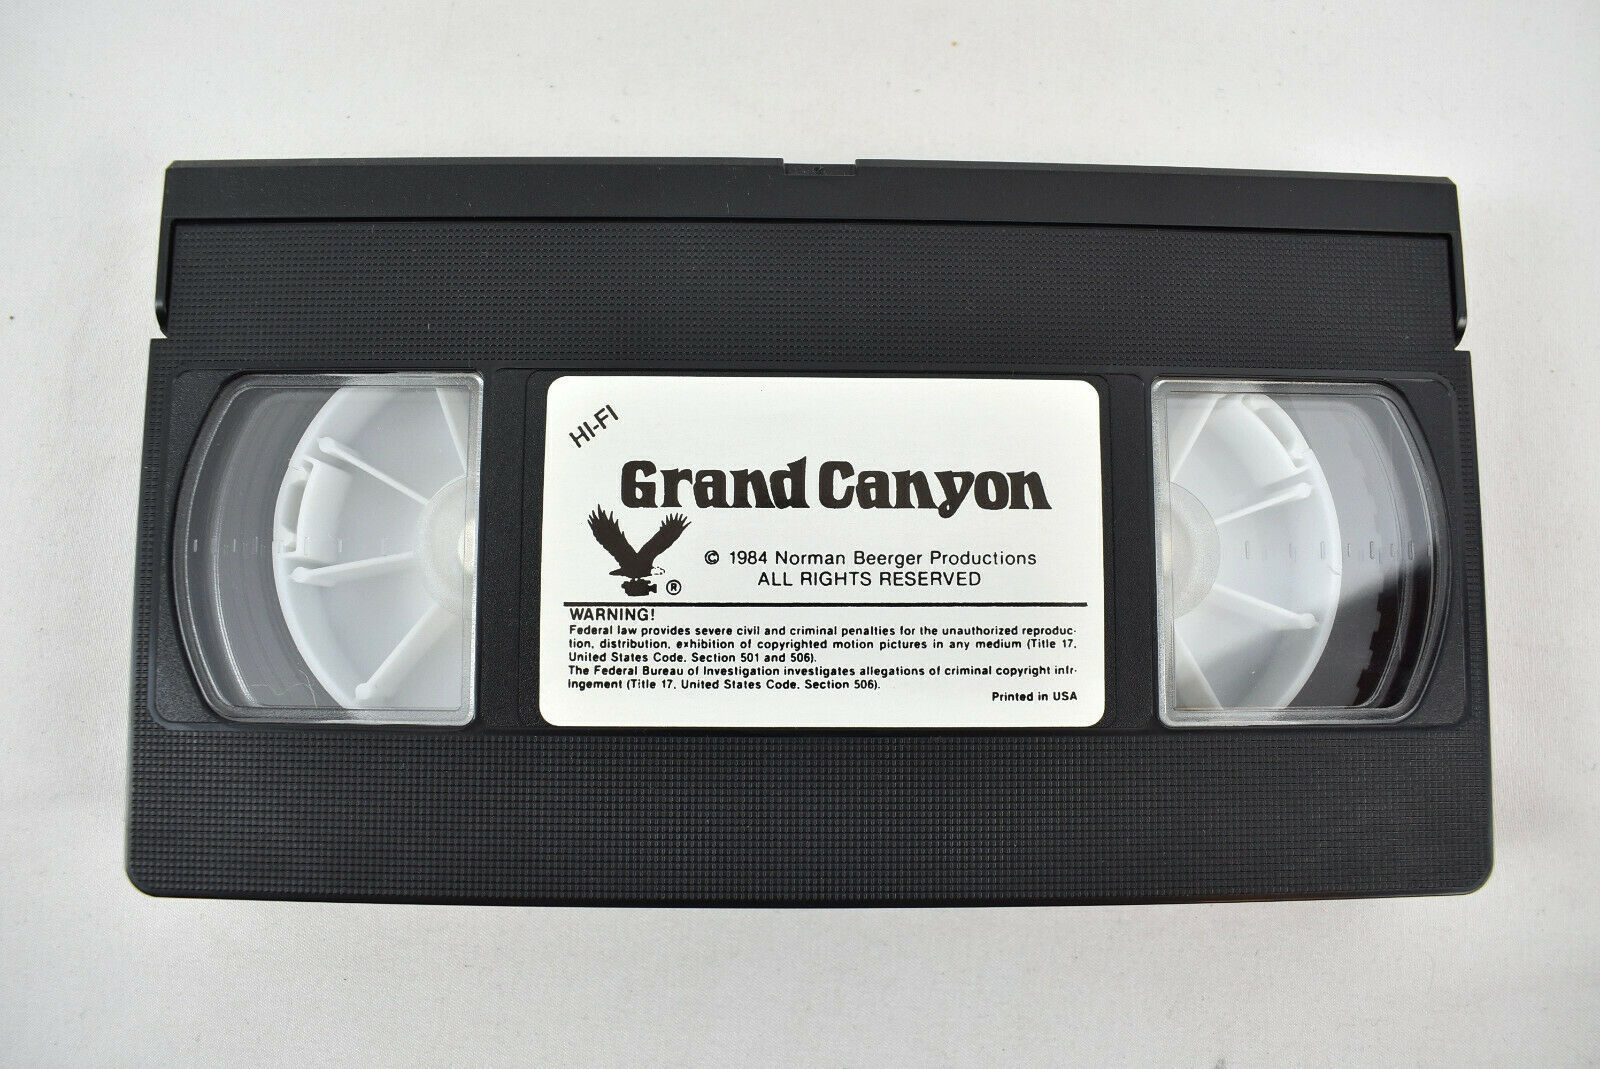 HI-FI
Grand Canyon
© 1984 Norman Beerger Productions
ALL RIGHTS RESERVED
®
WARNING!
Federal law provides severe civil and criminal penalties for the unauthorized reproduc-
tion, distribution, exhibition of copyrighted motion pictures in any medium (Title 17,
United States Code, Section 501 and 506).
The Federal Bureau of Investigation investigates allegations of criminal copyright infr-
ingement (Title 17, United States Code, Section 506).
Printed in USA